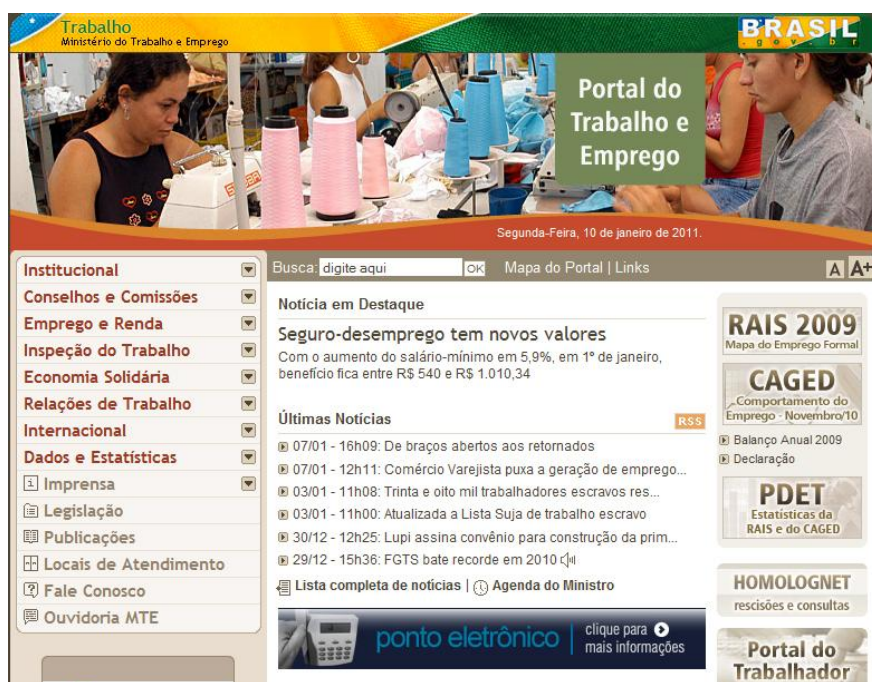 Trabalho
Ministério do Trabalho e Emprego
BRASIL
.gov.br
Portal do
Trabalho e
Emprego
Segunda-Feira, 10 de janeiro de 2011.
Institucional
Conselhos e Comissões
Emprego e Renda
Inspeção do Trabalho
Economia Solidária
Relações de Trabalho
Internacional
Dados e Estatísticas
Imprensa
Legislação
Publicações
Locais de Atendimento
Fale Conosco
Ouvidoria MTE
Busca: digite aqui OK Mapa do Portal | Links A A+
Notícia em Destaque
Seguro-desemprego tem novos valores
Com o aumento do salário-mínimo em 5,9%, em 1º de janeiro,
benefício fica entre R$ 540 e R$ 1.010,34
Últimas Notícias RSS
07/01 - 16h09: De braços abertos aos retornados
07/01 - 12h11: Comércio Varejista puxa a geração de emprego...
03/01 - 11h08: Trinta e oito mil trabalhadores escravos res...
03/01 - 11h00: Atualizada a Lista Suja de trabalho escravo
30/12 - 12h25: Lupi assina convênio para construção da prim...
29/12 - 15h36: FGTS bate recorde em 2010
Lista completa de notícias | Agenda do Ministro
ponto eletrônico
clique para
mais informações
RAIS 2009
Mapa do Emprego Formal
CAGED
Comportamento do
Emprego - Novembro/10
Balanço Anual 2009
Declaração
PDET
Estatísticas da
RAIS e do CAGED
HOMOLOGNET
rescisões e consultas
Portal do
Trabalhador